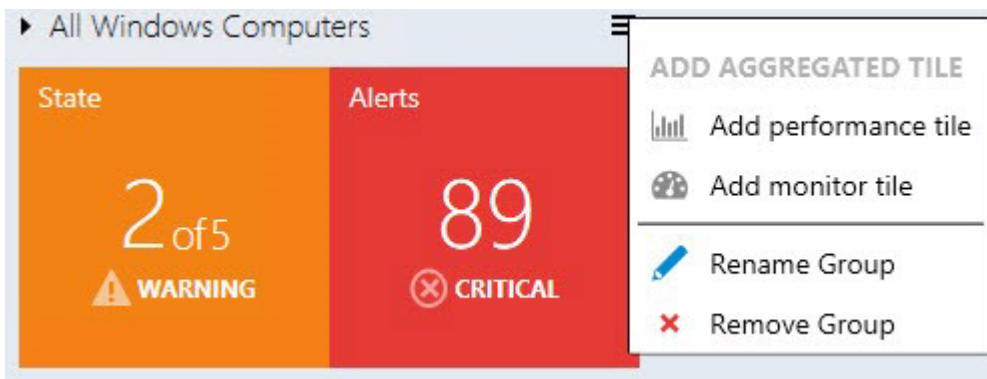 All Windows Computers
State
2 of 5
WARNING
Alerts
89
CRITICAL
ADD AGGREGATED TILE
Add performance tile
Add monitor tile
Rename Group
Remove Group